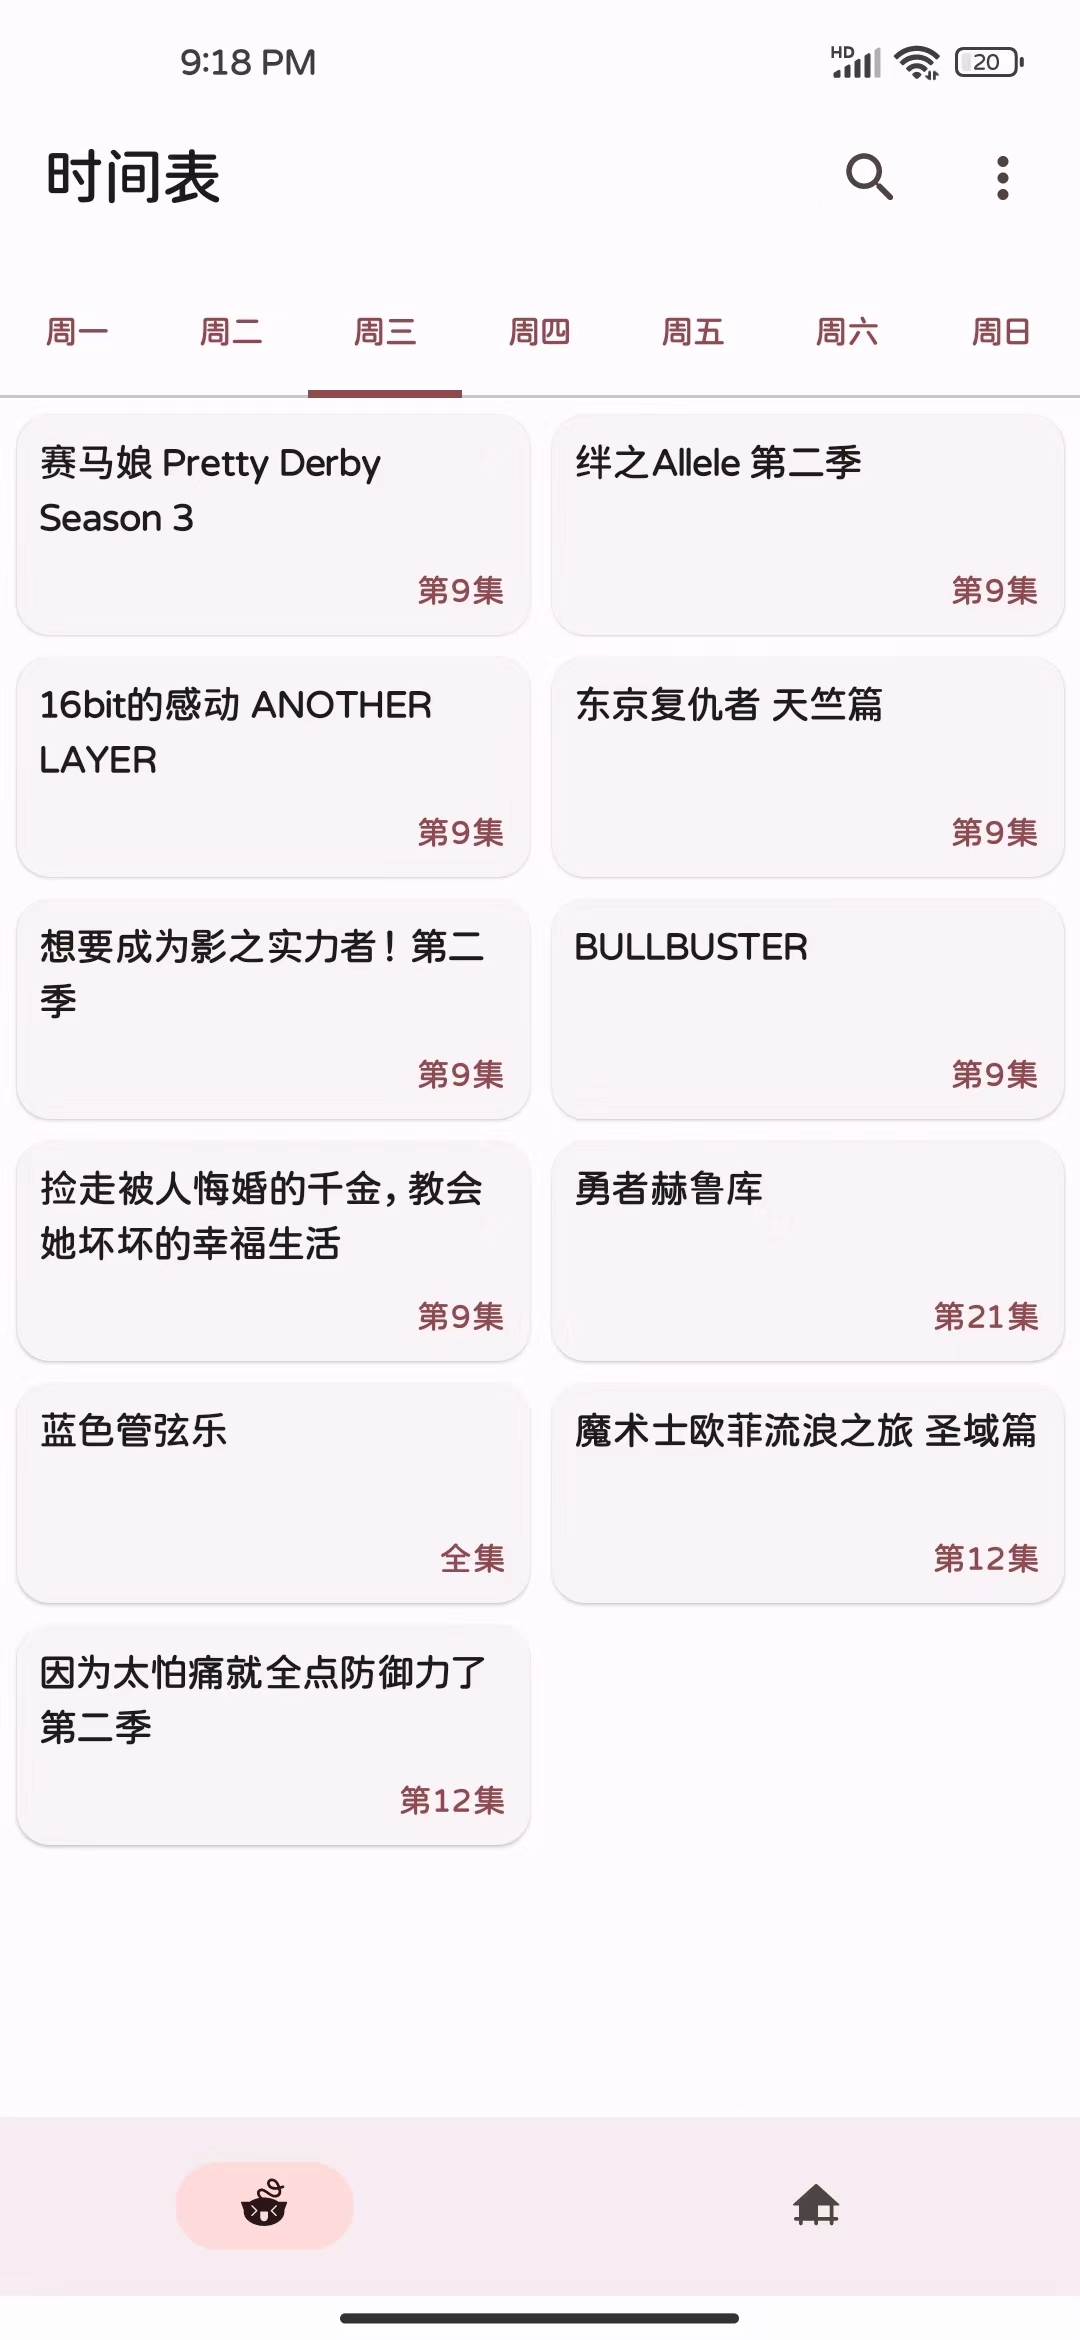 9:18 PM
HD
20
时间表
周一 周二 周三 周四 周五 周六 周日
赛马娘 Pretty Derby
Season 3
第9集
绊之Allele 第二季
第9集
16bit的感动 ANOTHER
LAYER
第9集
东京复仇者 天竺篇
第9集
想要成为影之实力者！第二
季
第9集
BULLBUSTER
第9集
捡走被人悔婚的千金，教会
她坏坏的幸福生活
第9集
勇者赫鲁库
第21集
蓝色管弦乐
全集
魔术士欧菲流浪之旅 圣域篇
第12集
因为太怕痛就全点防御力了
第二季
第12集